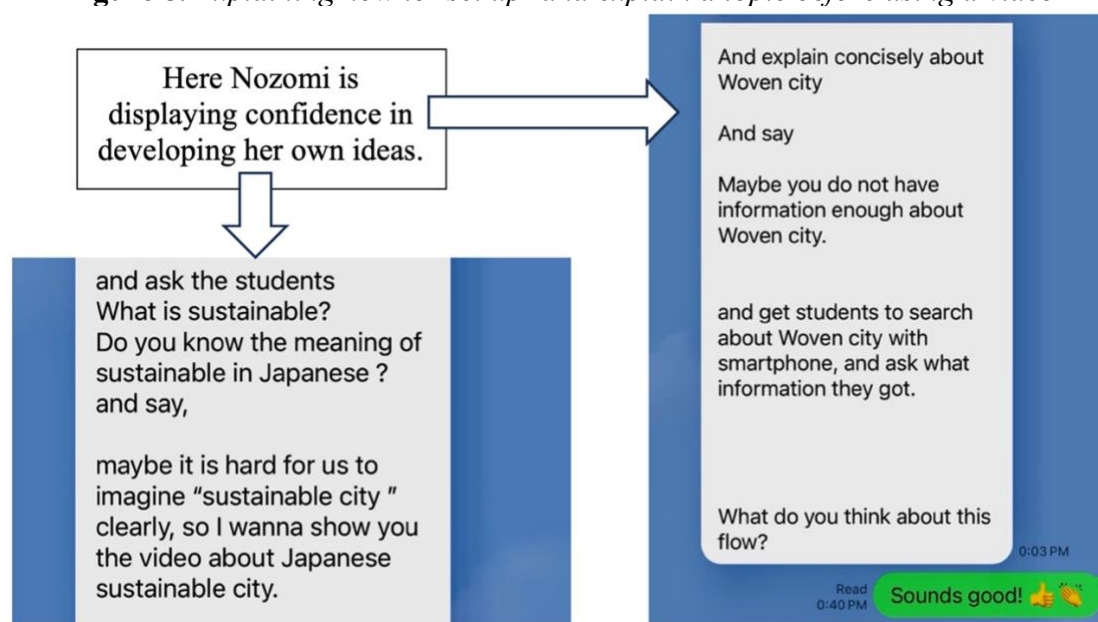 Here Nozomi is
displaying confidence in
developing her own ideas.
and ask the students
What is sustainable?
Do you know the meaning of
sustainable in Japanese ?
and say,
maybe it is hard for us to
imagine “sustainable city ”
clearly, so I wanna show you
the video about Japanese
sustainable city.
And explain concisely about
Woven city
And say
Maybe you do not have
information enough about
Woven city.
and get students to search
about Woven city with
smartphone, and ask what
information they got.
What do you think about this
flow?
0:03 PM
Read
0:40 PM
Sounds good! 👍👏